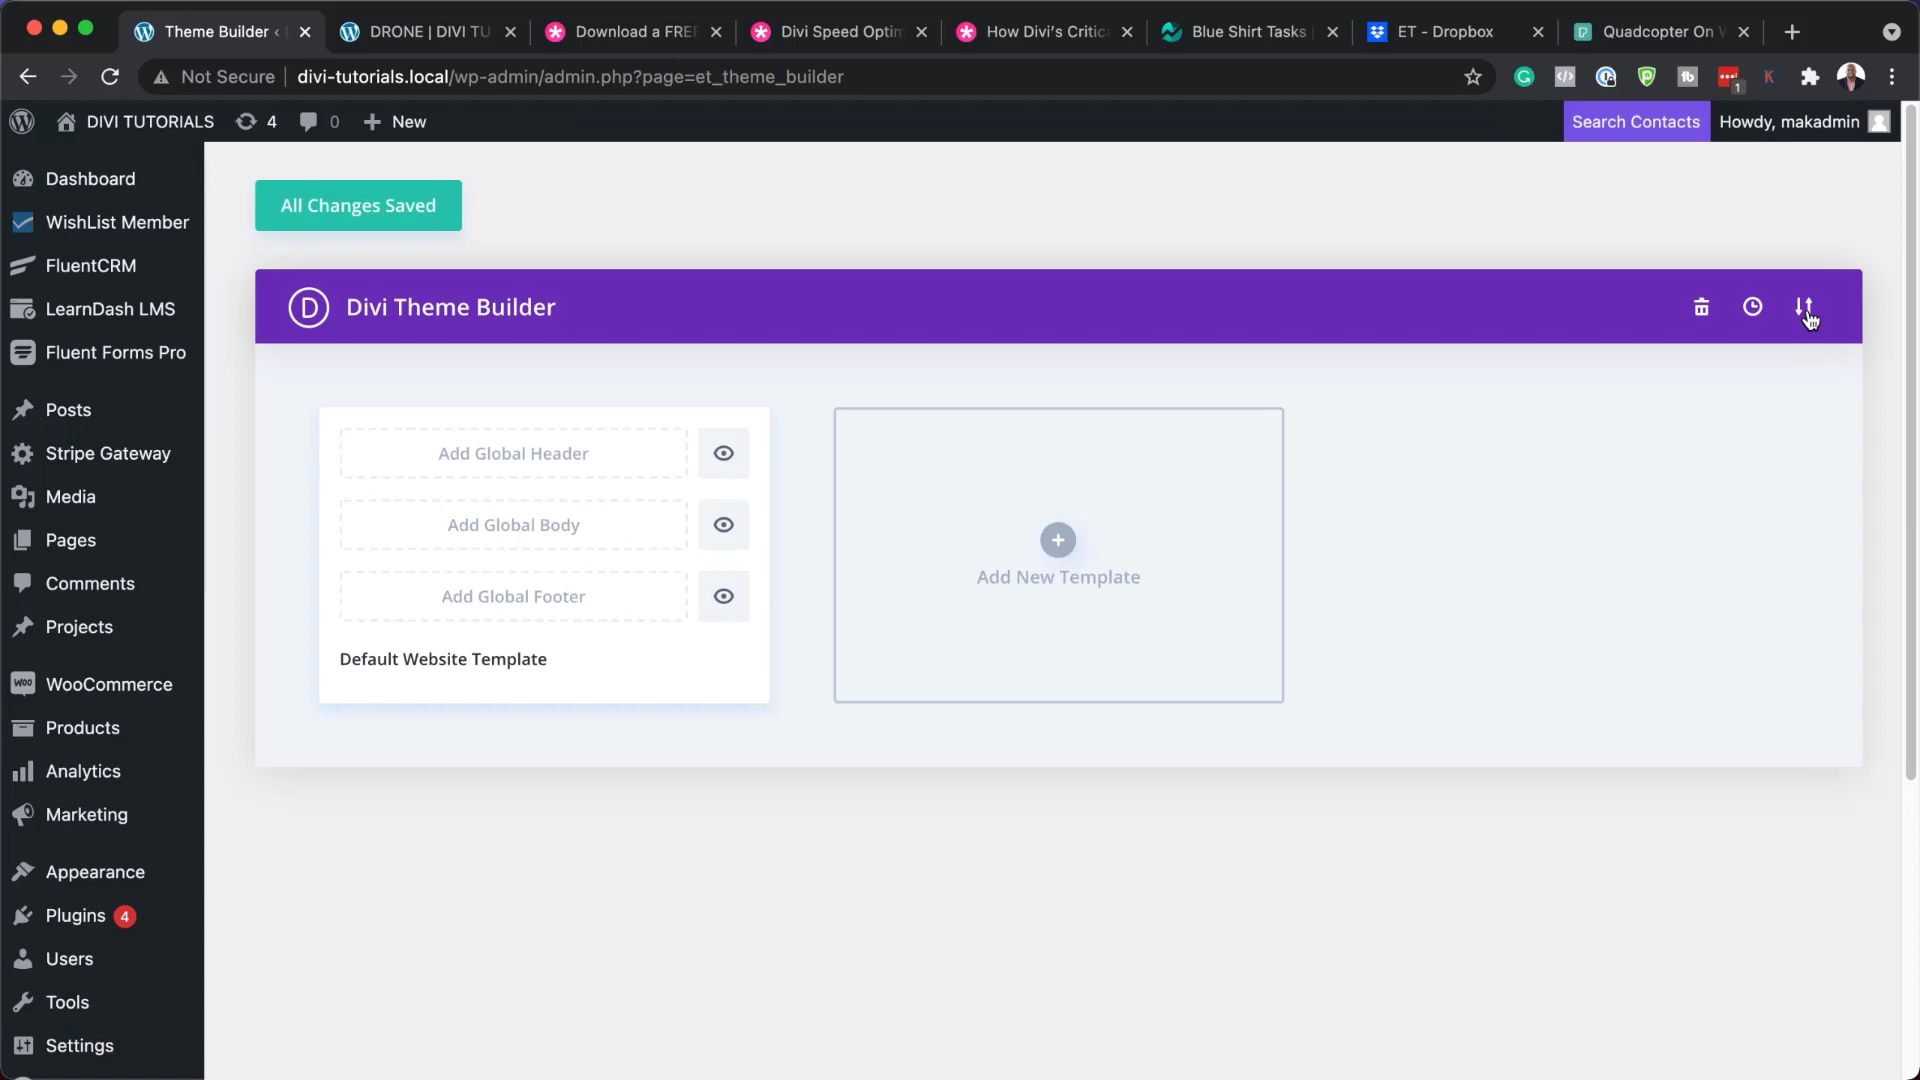 Theme Builder ‹
DRONE | DIVI TU
Download a FREE
Divi Speed Optim
How Divi's Critica
Blue Shirt Tasks
ET - Dropbox
Quadcopter On
Not Secure
divi-tutorials.local/wp-admin/admin.php?page=et_theme_builder
1
K
DIVI TUTORIALS
4
0
New
Search Contacts
Howdy, makadmin
Dashboard
WishList Member
FluentCRM
LearnDash LMS
Fluent Forms Pro
Posts
Stripe Gateway
Media
Pages
Comments
Projects
WooCommerce
Products
Analytics
Marketing
Appearance
Plugins 4
Users
Tools
Settings
All Changes Saved
D
Divi Theme Builder
Add Global Header
Add Global Body
Add Global Footer
Default Website Template
Add New Template